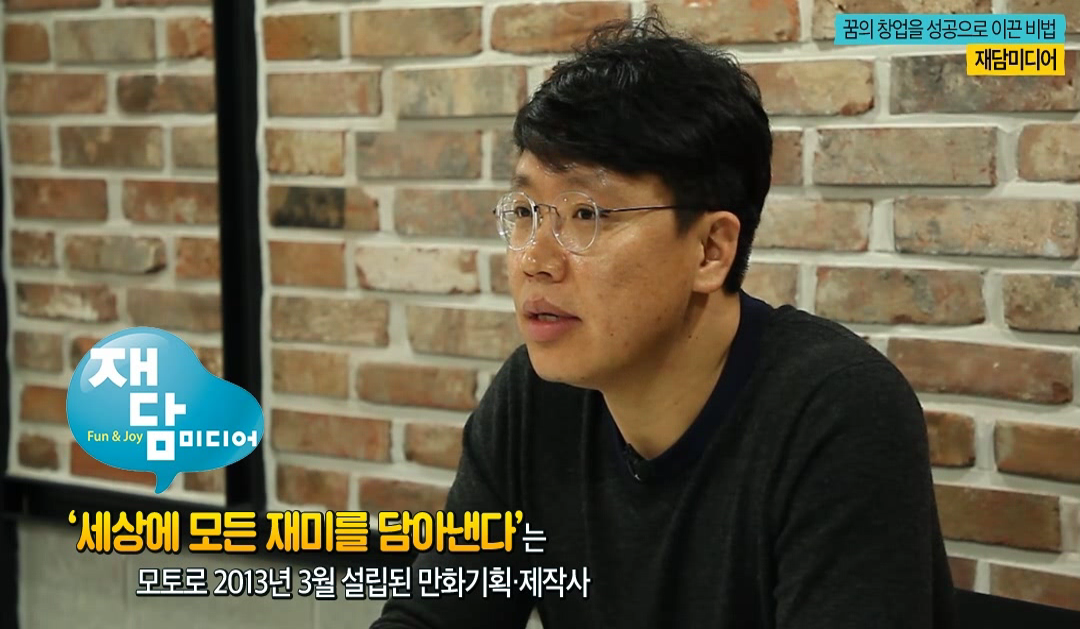 꿈의 창업을 성공으로 이끈 비법
재담미디어
재
담
Fun & Joy
미디어
‘세상에 모든 재미를 담아낸다’는
모토로 2013년 3월 설립된 만화기획·제작사